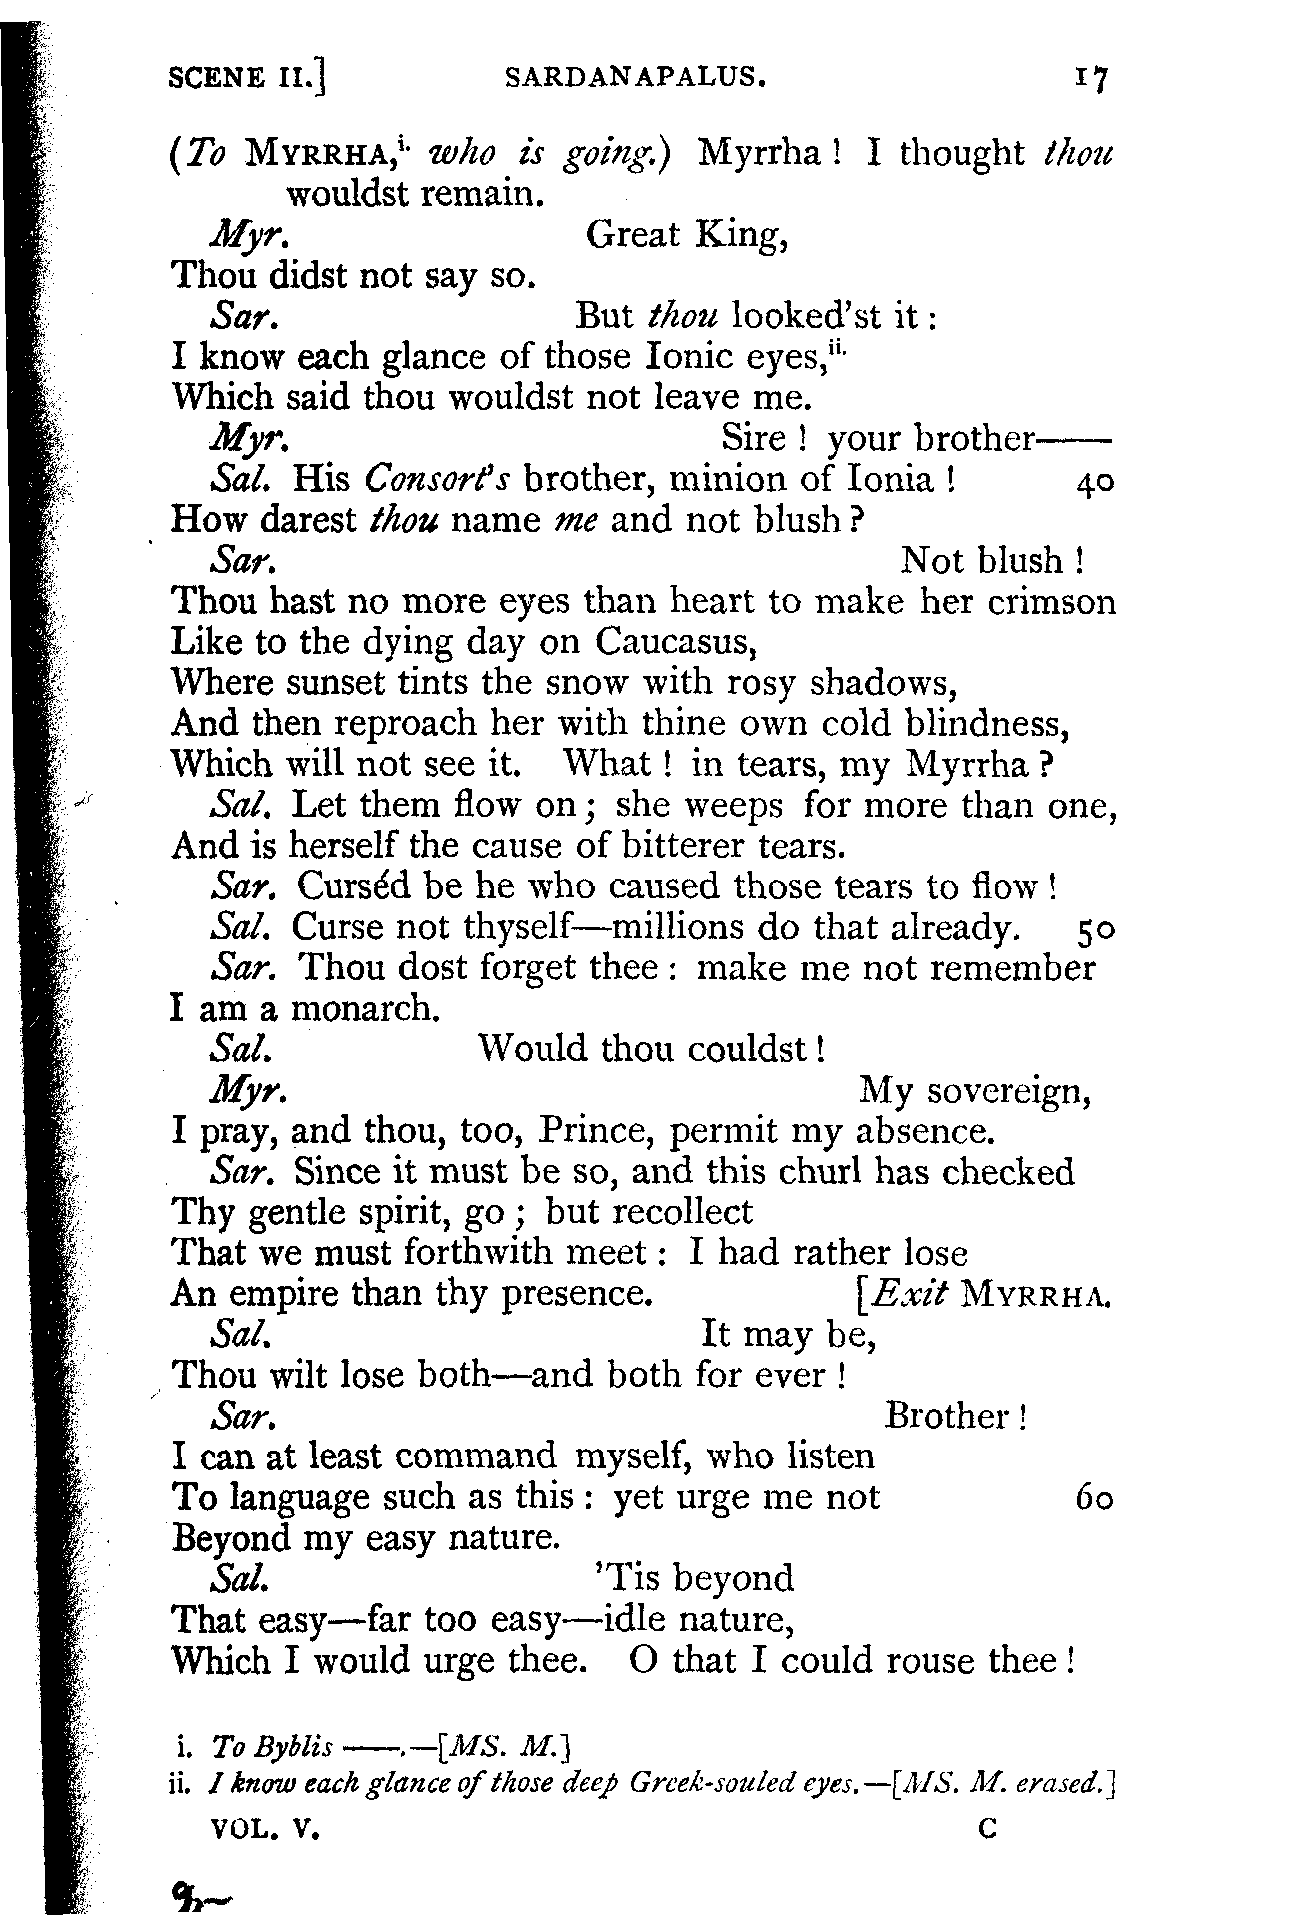 SCENE II.] SARDANAPALUS. 17
(To MYRRHA,i. who is going.) Myrrha! I thought thou
wouldst remain.
Myr. Great King,
Thou didst not say so.
Sar. But thou looked'st it:
I know each glance of those Ionic eyes,ii.
Which said thou wouldst not leave me.
Myr. Sire! your brother——
Sal. His Consort's brother, minion of Ionia! 40
How darest thou name me and not blush?
Sar. Not blush!
Thou hast no more eyes than heart to make her crimson
Like to the dying day on Caucasus,
Where sunset tints the snow with rosy shadows,
And then reproach her with thine own cold blindness,
Which will not see it. What! in tears, my Myrrha?
Sal. Let them flow on; she weeps for more than one,
And is herself the cause of bitterer tears.
Sar. Curséd be he who caused those tears to flow!
Sal. Curse not thyself—millions do that already. 50
Sar. Thou dost forget thee: make me not remember
I am a monarch.
Sal. Would thou couldst!
Myr. My sovereign,
I pray, and thou, too, Prince, permit my absence.
Sar. Since it must be so, and this churl has checked
Thy gentle spirit, go; but recollect
That we must forthwith meet: I had rather lose
An empire than thy presence. [Exit MYRRHA.
Sal. It may be,
Thou wilt lose both—and both for ever!
Sar. Brother!
I can at least command myself, who listen
To language such as this: yet urge me not 60
Beyond my easy nature.
Sal. 'Tis beyond
That easy—far too easy—idle nature,
Which I would urge thee. O that I could rouse thee!
i. To Byblis ——.—[MS. M.]
ii. I know each glance of those deep Greek-souled eyes.—[MS. M. erased.]
VOL. V. C